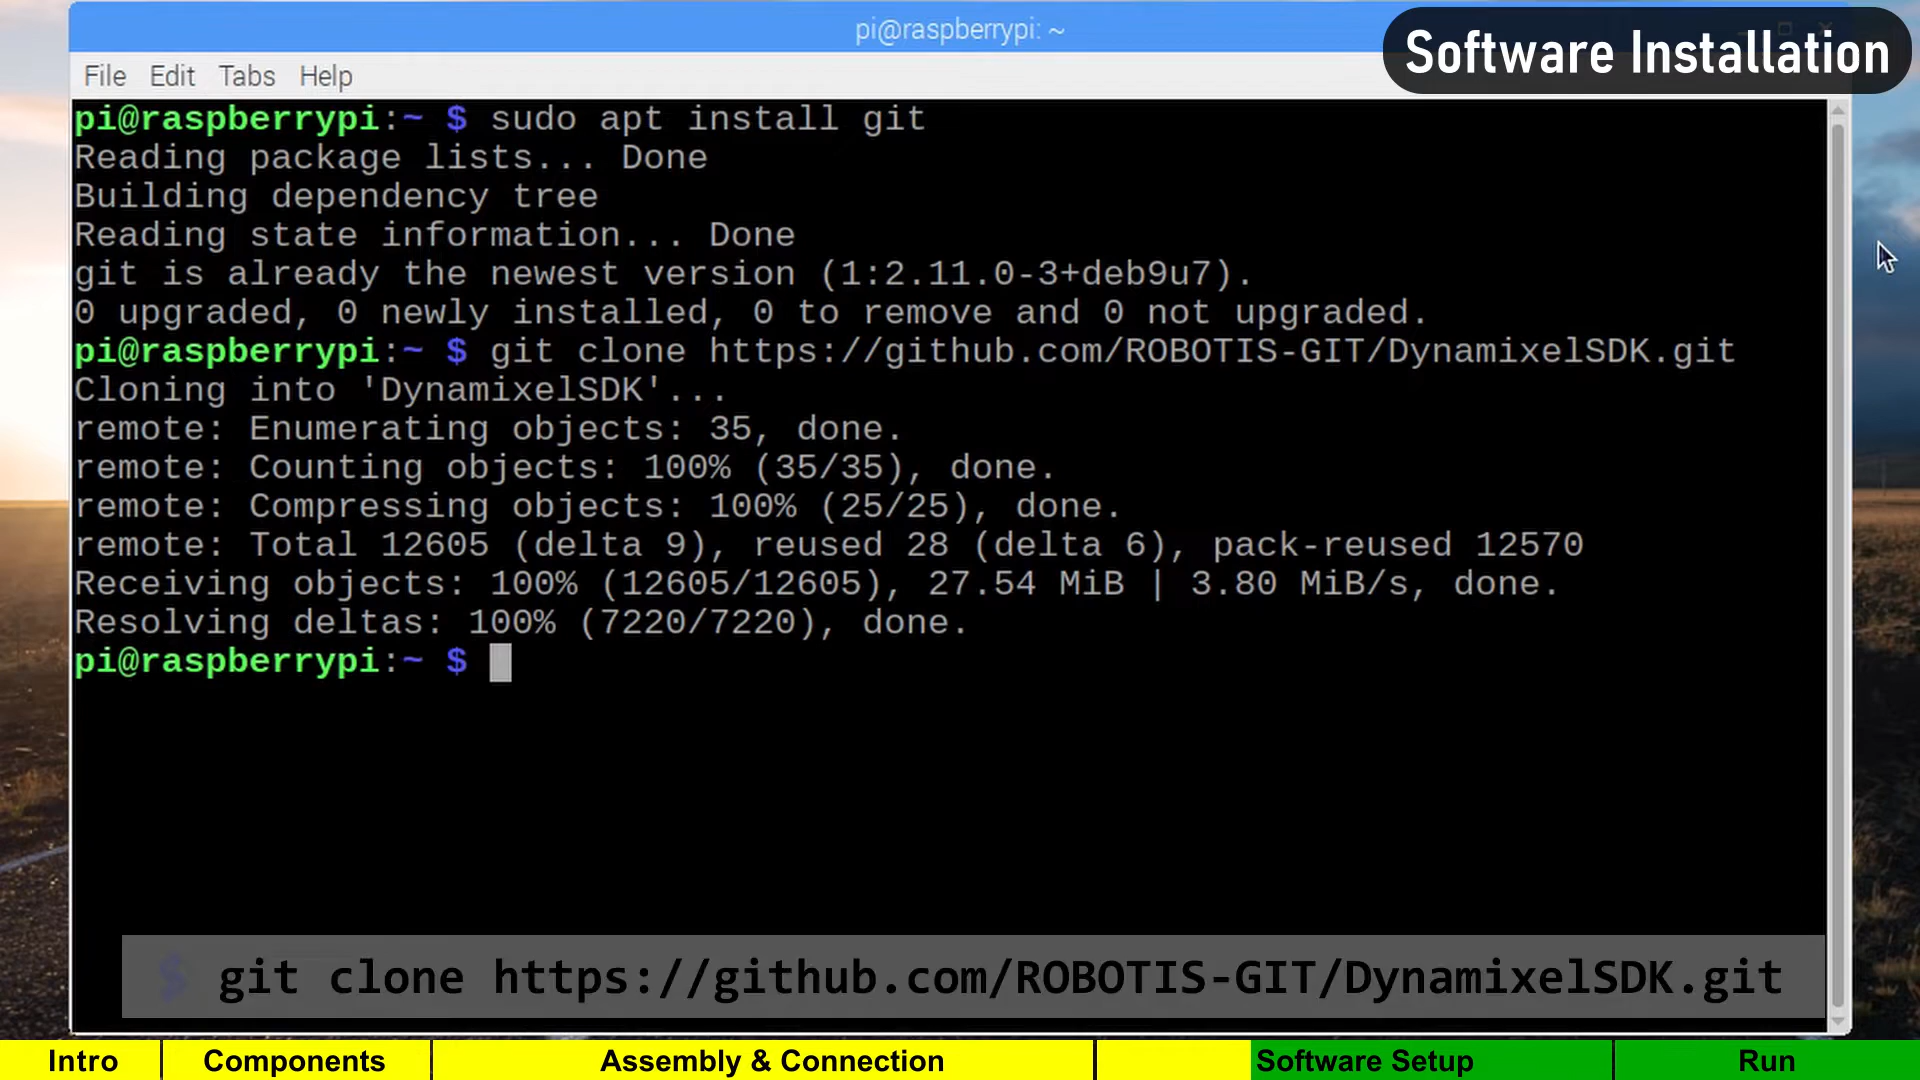 pi@raspberrypi: ~
Software Installation
File Edit Tabs Help
pi@raspberrypi:~ $ sudo apt install git
Reading package lists... Done
Building dependency tree
Reading state information... Done
git is already the newest version (1:2.11.0-3+deb9u7).
0 upgraded, 0 newly installed, 0 to remove and 0 not upgraded.
pi@raspberrypi:~ $ git clone https://github.com/ROBOTIS-GIT/DynamixelSDK.git
Cloning into 'DynamixelSDK'...
remote: Enumerating objects: 35, done.
remote: Counting objects: 100% (35/35), done.
remote: Compressing objects: 100% (25/25), done.
remote: Total 12605 (delta 9), reused 28 (delta 6), pack-reused 12570
Receiving objects: 100% (12605/12605), 27.54 MiB | 3.80 MiB/s, done.
Resolving deltas: 100% (7220/7220), done.
pi@raspberrypi:~ $
$ git clone https://github.com/ROBOTIS-GIT/DynamixelSDK.git
Intro Components Assembly & Connection Software Setup Run